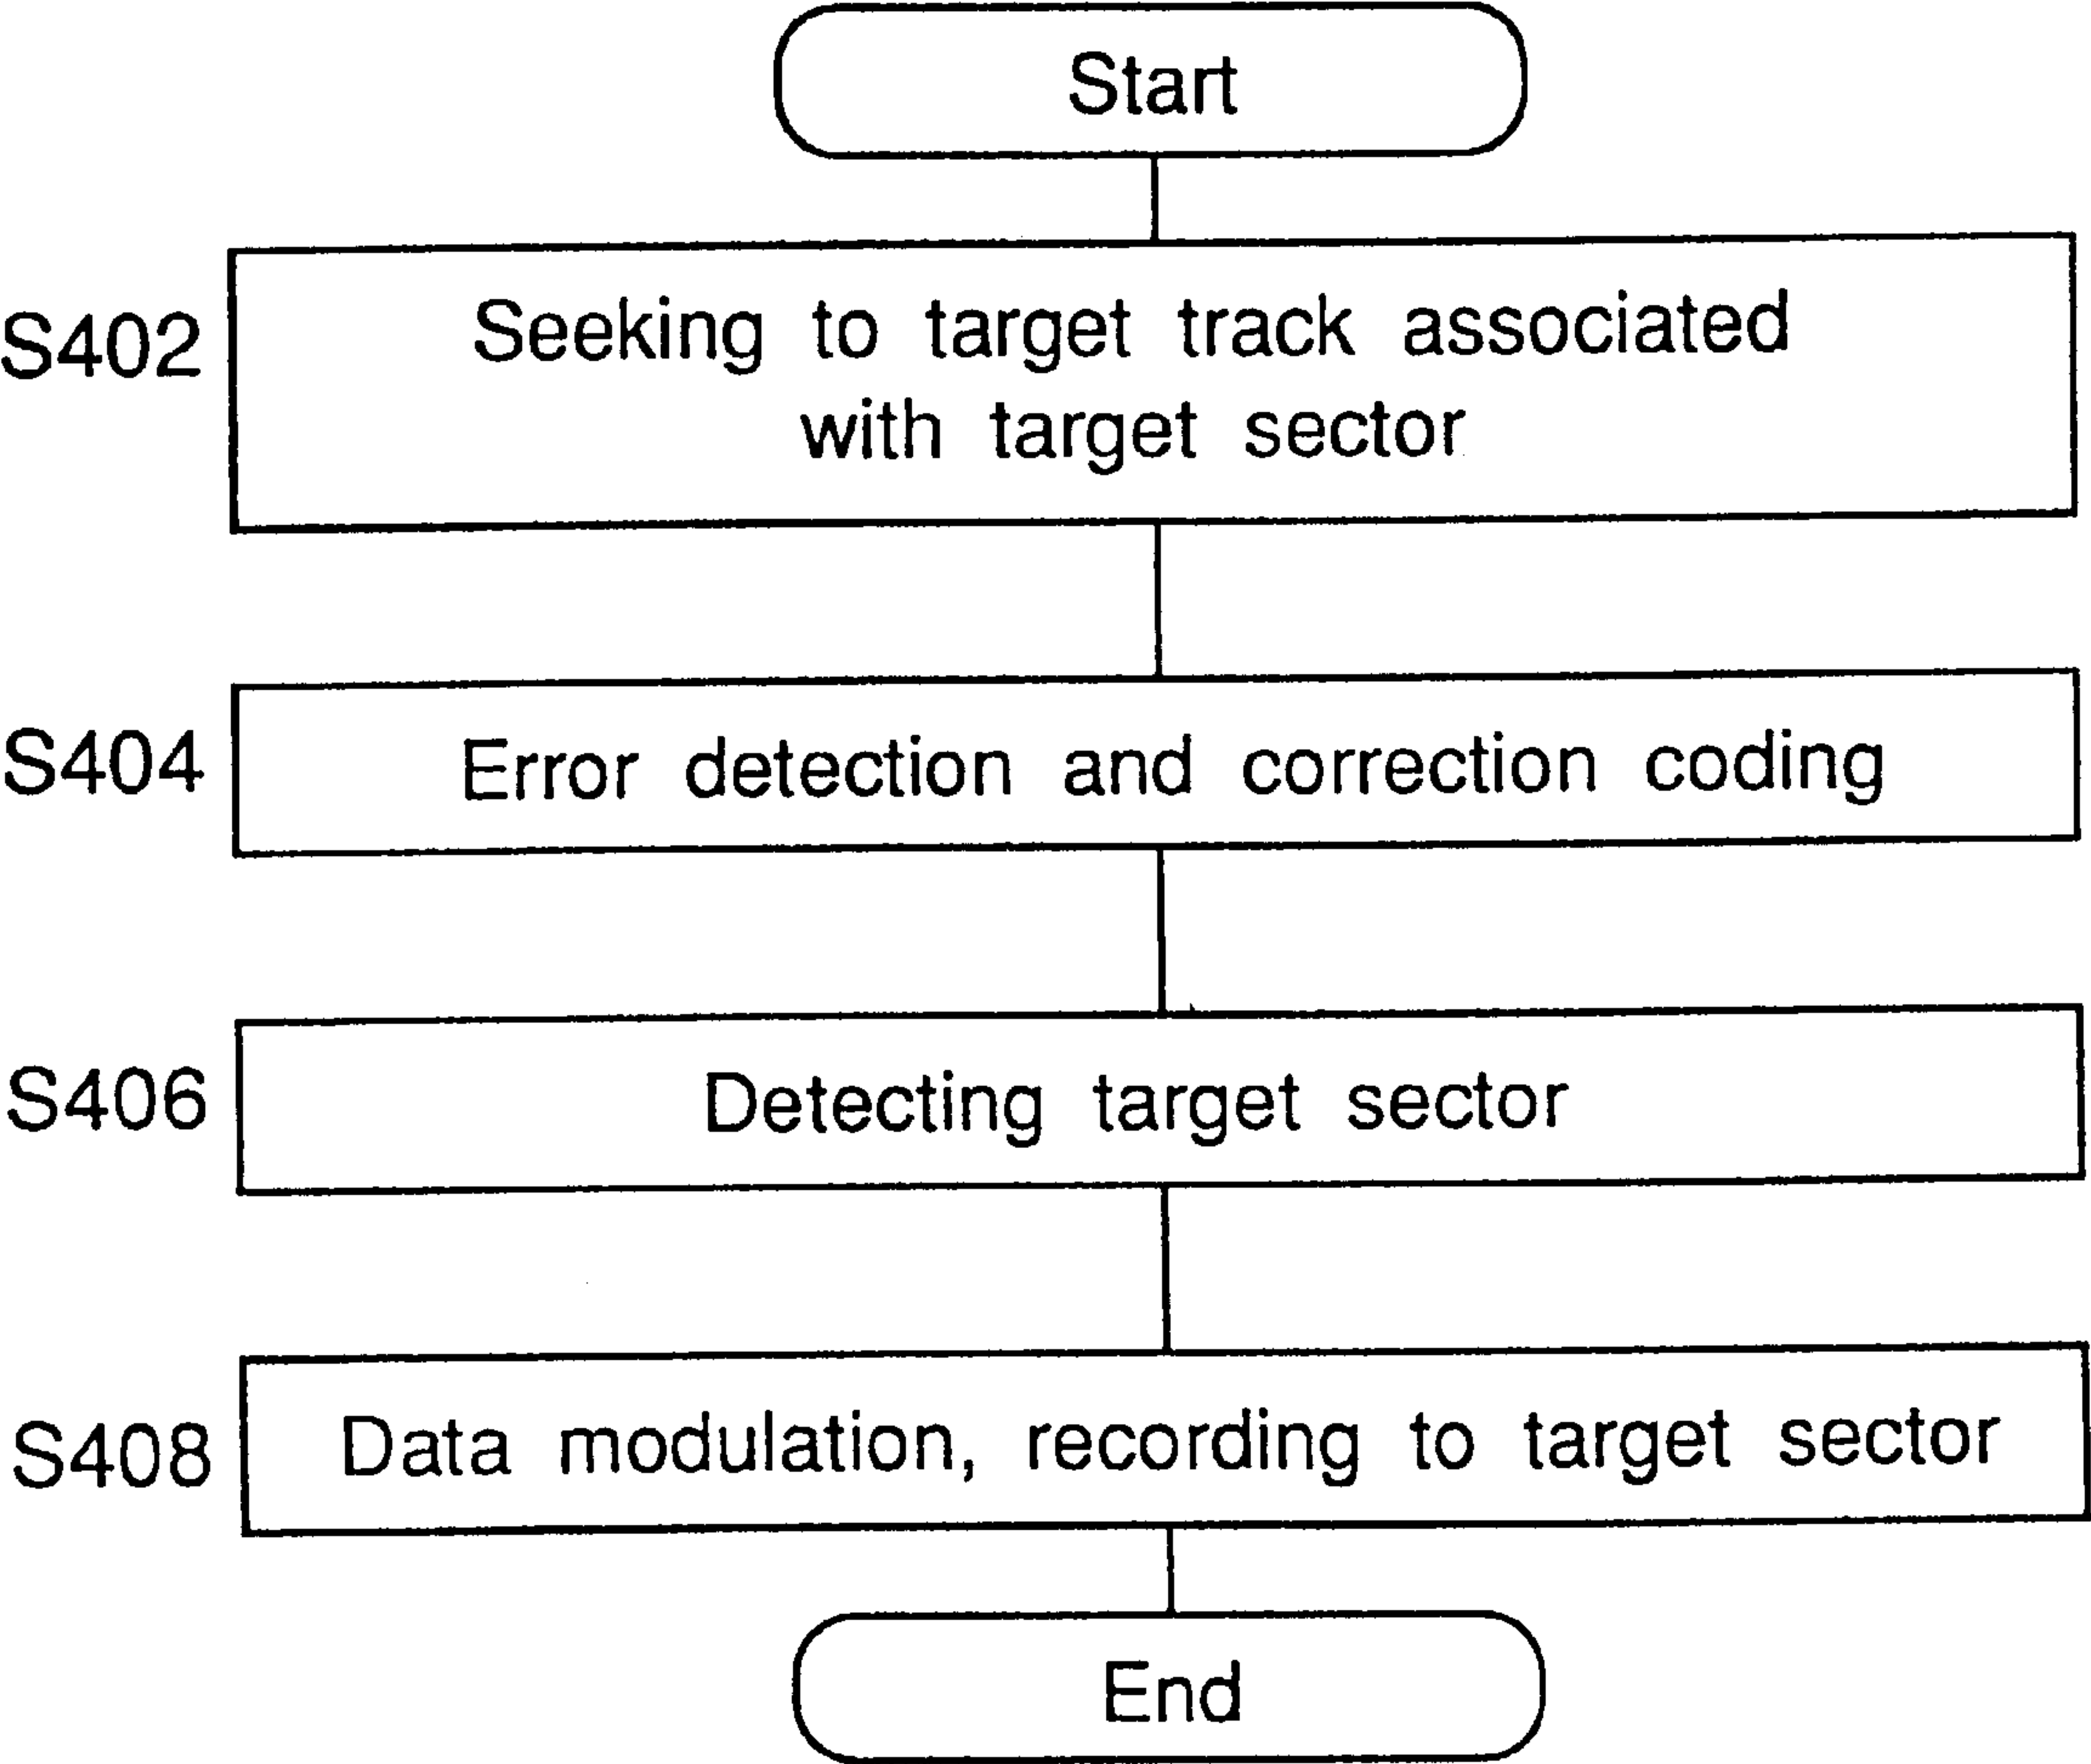 Start
S402
Seeking to target track associated
with target sector
S404
Error detection and correction coding
S406
Detecting target sector
S408
Data modulation, recording to target sector
End